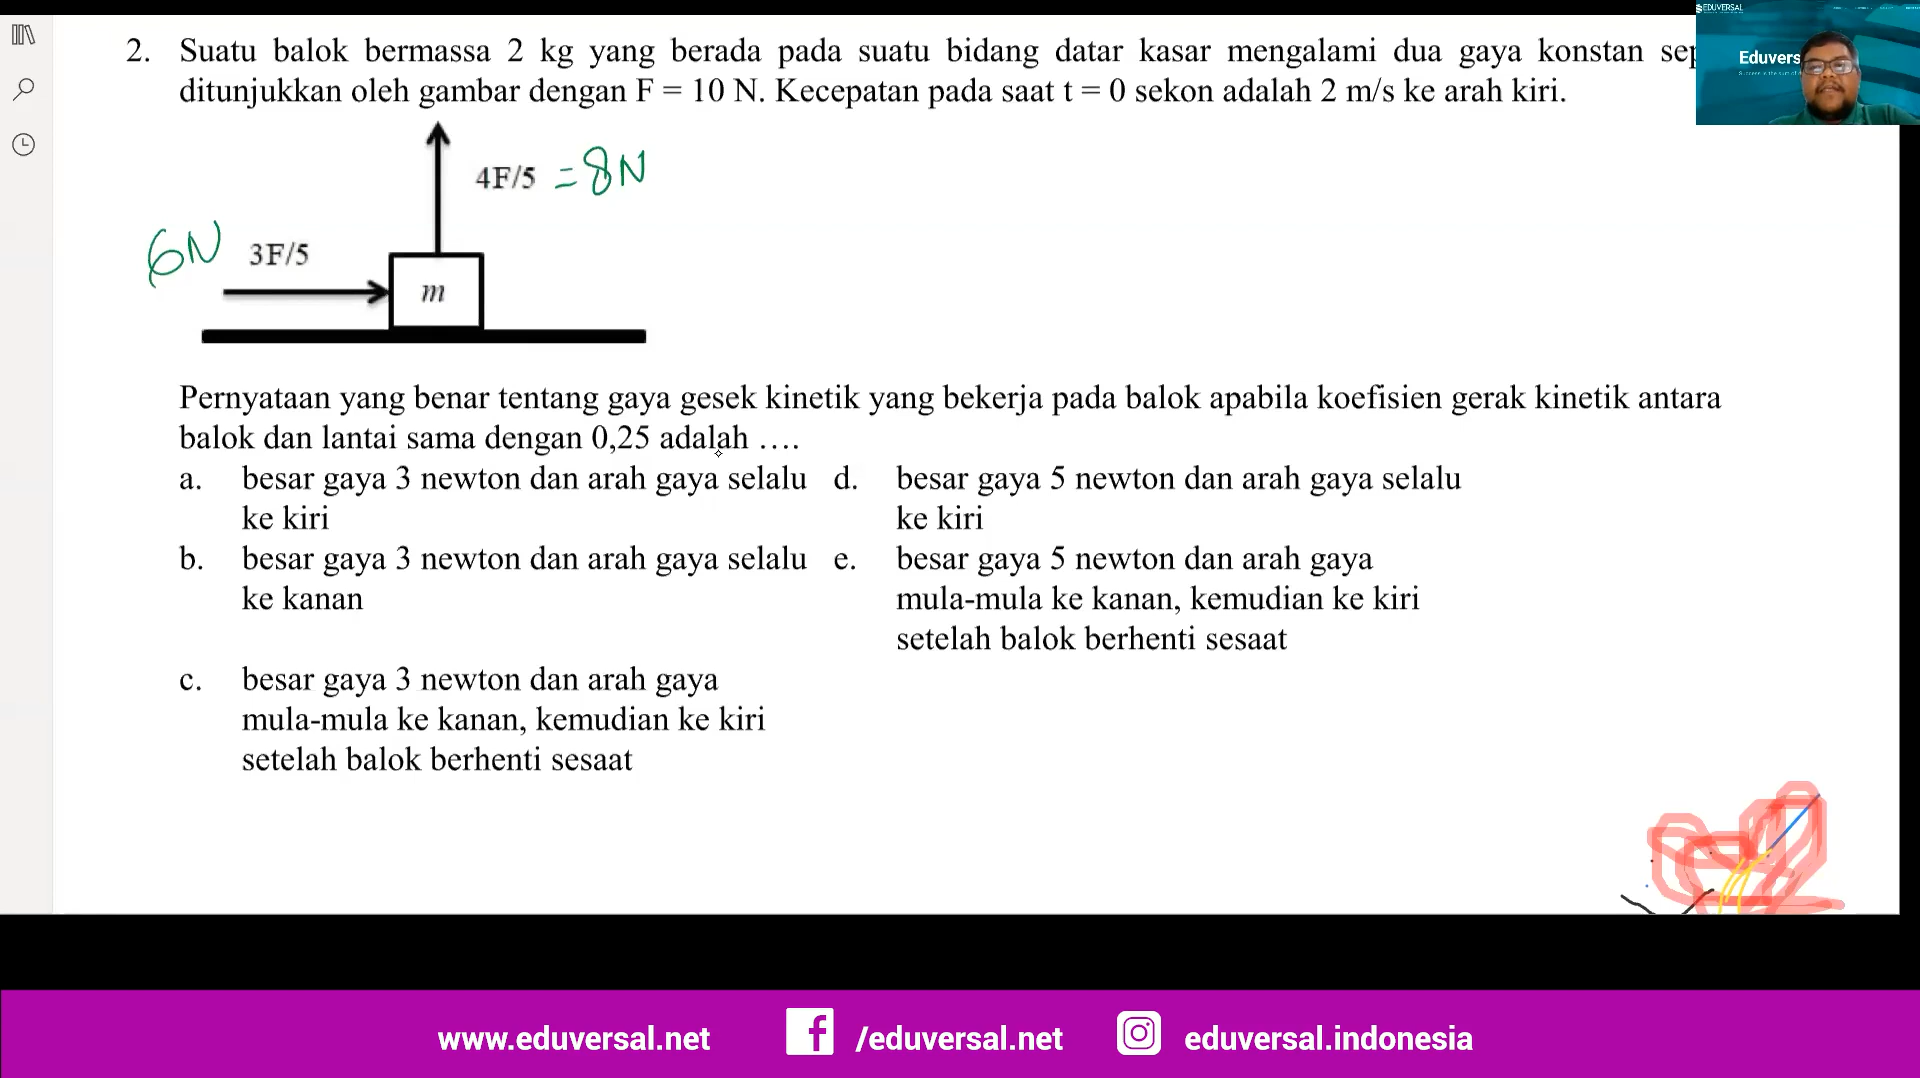 EDUVERSAL
Eduvers
2. Suatu balok bermassa 2 kg yang berada pada suatu bidang datar kasar mengalami dua gaya konstan sep
ditunjukkan oleh gambar dengan F = 10 N. Kecepatan pada saat t = 0 sekon adalah 2 m/s ke arah kiri.
4F/5 = 8N
6N 3F/5
m
Pernyataan yang benar tentang gaya gesek kinetik yang bekerja pada balok apabila koefisien gerak kinetik antara
balok dan lantai sama dengan 0,25 adalah ….
a. besar gaya 3 newton dan arah gaya selalu
ke kiri
b. besar gaya 3 newton dan arah gaya selalu
ke kanan
c. besar gaya 3 newton dan arah gaya
mula-mula ke kanan, kemudian ke kiri
setelah balok berhenti sesaat
d. besar gaya 5 newton dan arah gaya selalu
ke kiri
e. besar gaya 5 newton dan arah gaya
mula-mula ke kanan, kemudian ke kiri
setelah balok berhenti sesaat
www.eduversal.net /eduversal.net eduversal.indonesia